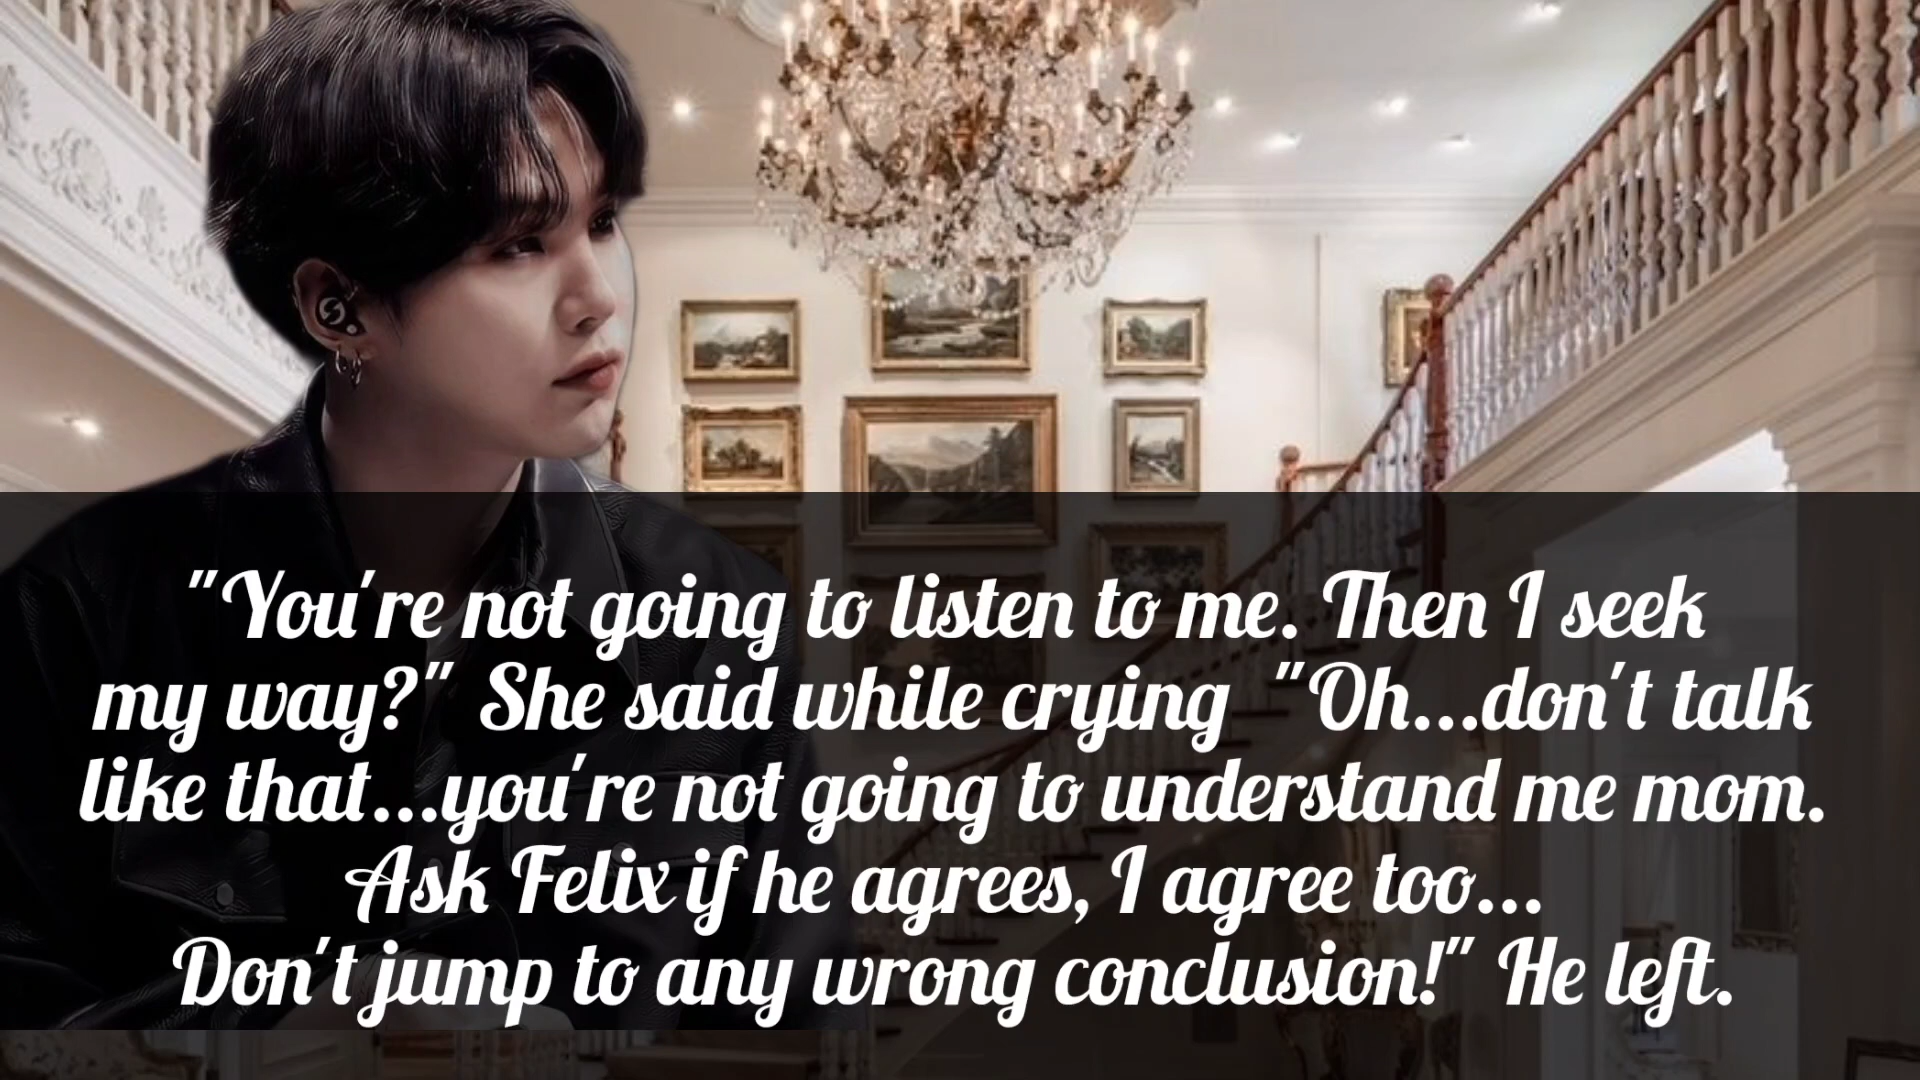 "You're not going to listen to me. Then I seek
my way?" She said while crying "Oh...don't talk
like that...you're not going to understand me mom.
Ask Felix if he agrees, I agree too...
Don't jump to any wrong conclusion!" He left.